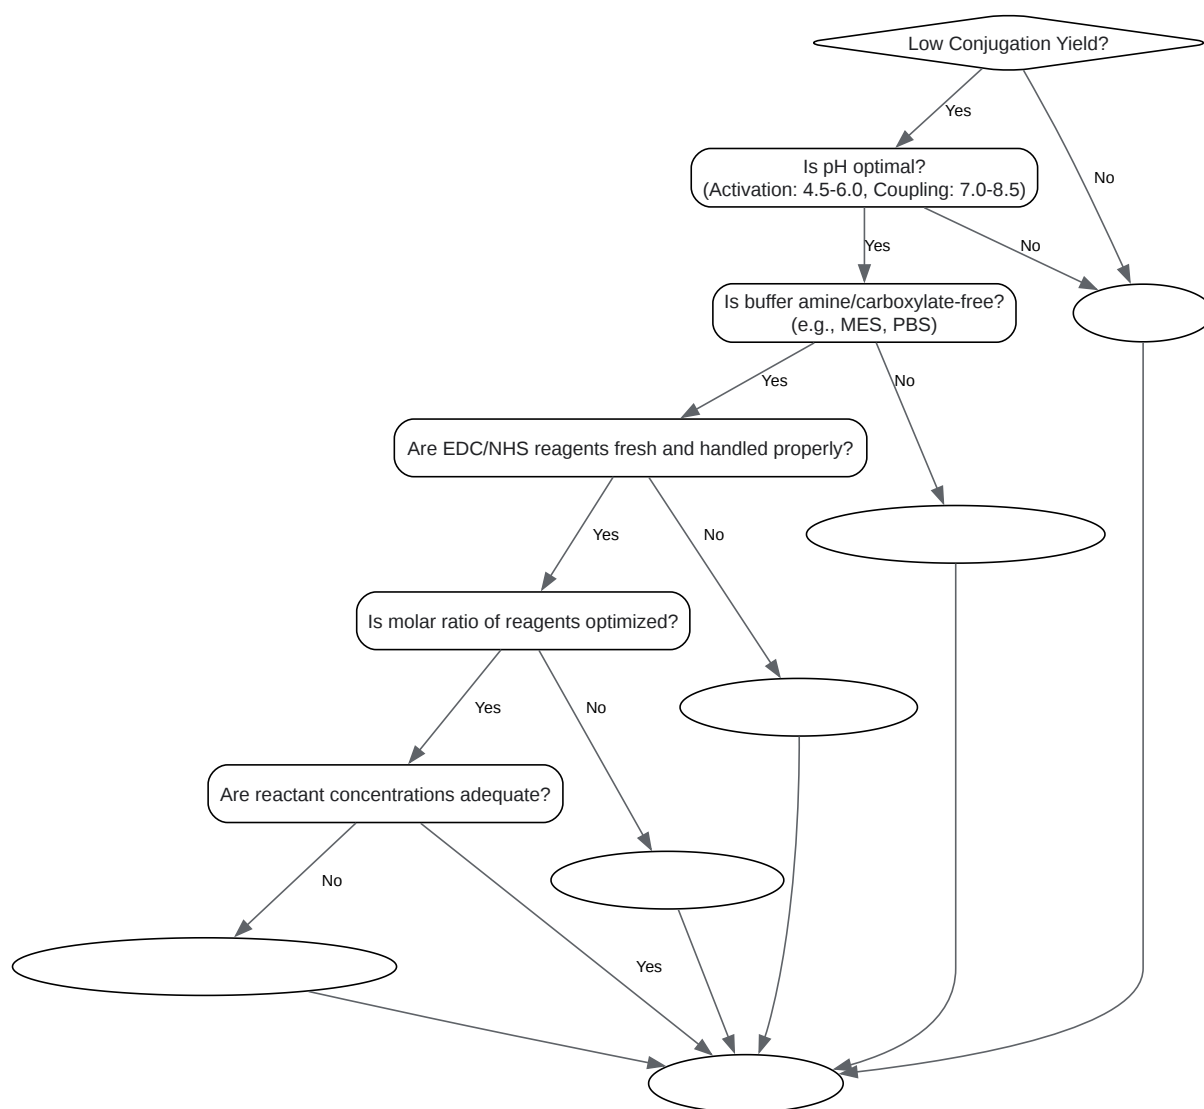 Low Conjugation Yield?
Yes
No
Is pH optimal?
(Activation: 4.5-6.0, Coupling: 7.0-8.5)
Yes
No
Is buffer amine/carboxylate-free?
(e.g., MES, PBS)
Yes
No
Are EDC/NHS reagents fresh and handled properly?
Yes
No
Is molar ratio of reagents optimized?
Yes
No
Are reactant concentrations adequate?
No
Yes